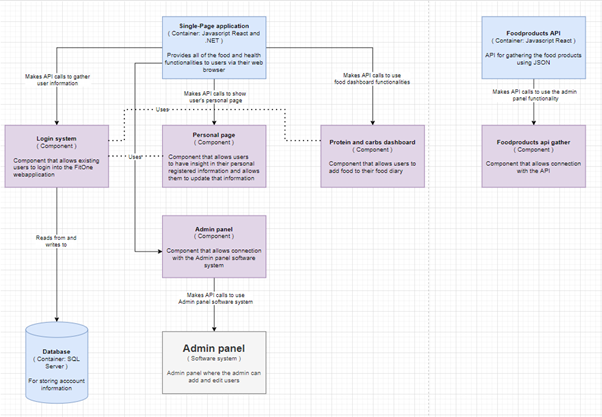 Single-Page application
( Container: Javascript React and
.NET )
Provides all of the food and health
functionalities to users via their web
browser
Foodproducts API
( Container: Javascript React )
API for gathering the food products
using JSON
Makes API calls to gather
user information
Makes API calls to show
user's personal page
Makes API calls to use
food dashboard functionalities
Makes API calls to use the admin
panel functionality
Uses
Login system
( Component )
Component that allows existing
users to login into the FitOne
webapplication
Uses
Personal page
( Component )
Component that allows users
to have insight in their personal
registered information and allows
them to update that information
Protein and carbs dashboard
( Component )
Component that allows users to
add food to their food diary
Foodproducts api gather
( Component )
Component that allows connection
with the API
Reads from and
writes to
Admin panel
( Component )
Component that allows connection
with the Admin panel software
system
Makes API calls to use
Admin panel software system
Database
(Container: SQL
Server )
For storing acccount
information
Admin panel
( Software system )
Admin panel where the admin can
add and edit users